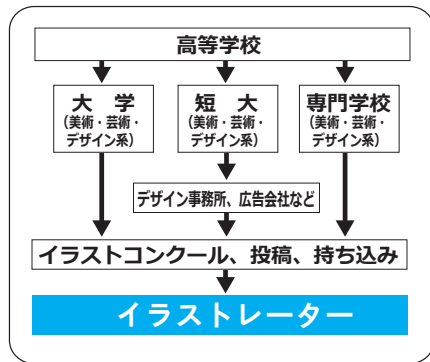 高等学校
大　学
（美術・芸術・
デザイン系）
短　大
（美術・芸術・
デザイン系）
専門学校
（美術・芸術・
デザイン系）
デザイン事務所、広告会社など
イラストコンクール、投稿、持ち込み
イラストレーター